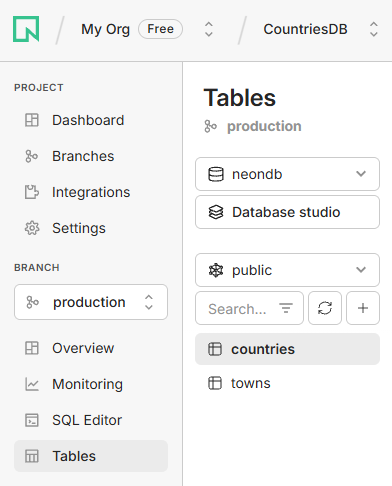 My Org Free CountriesDB
PROJECT
Dashboard
Branches
Integrations
Settings
BRANCH
production
Overview
Monitoring
SQL Editor
Tables
Tables
production
neondb
Database studio
public
Search...
countries
towns